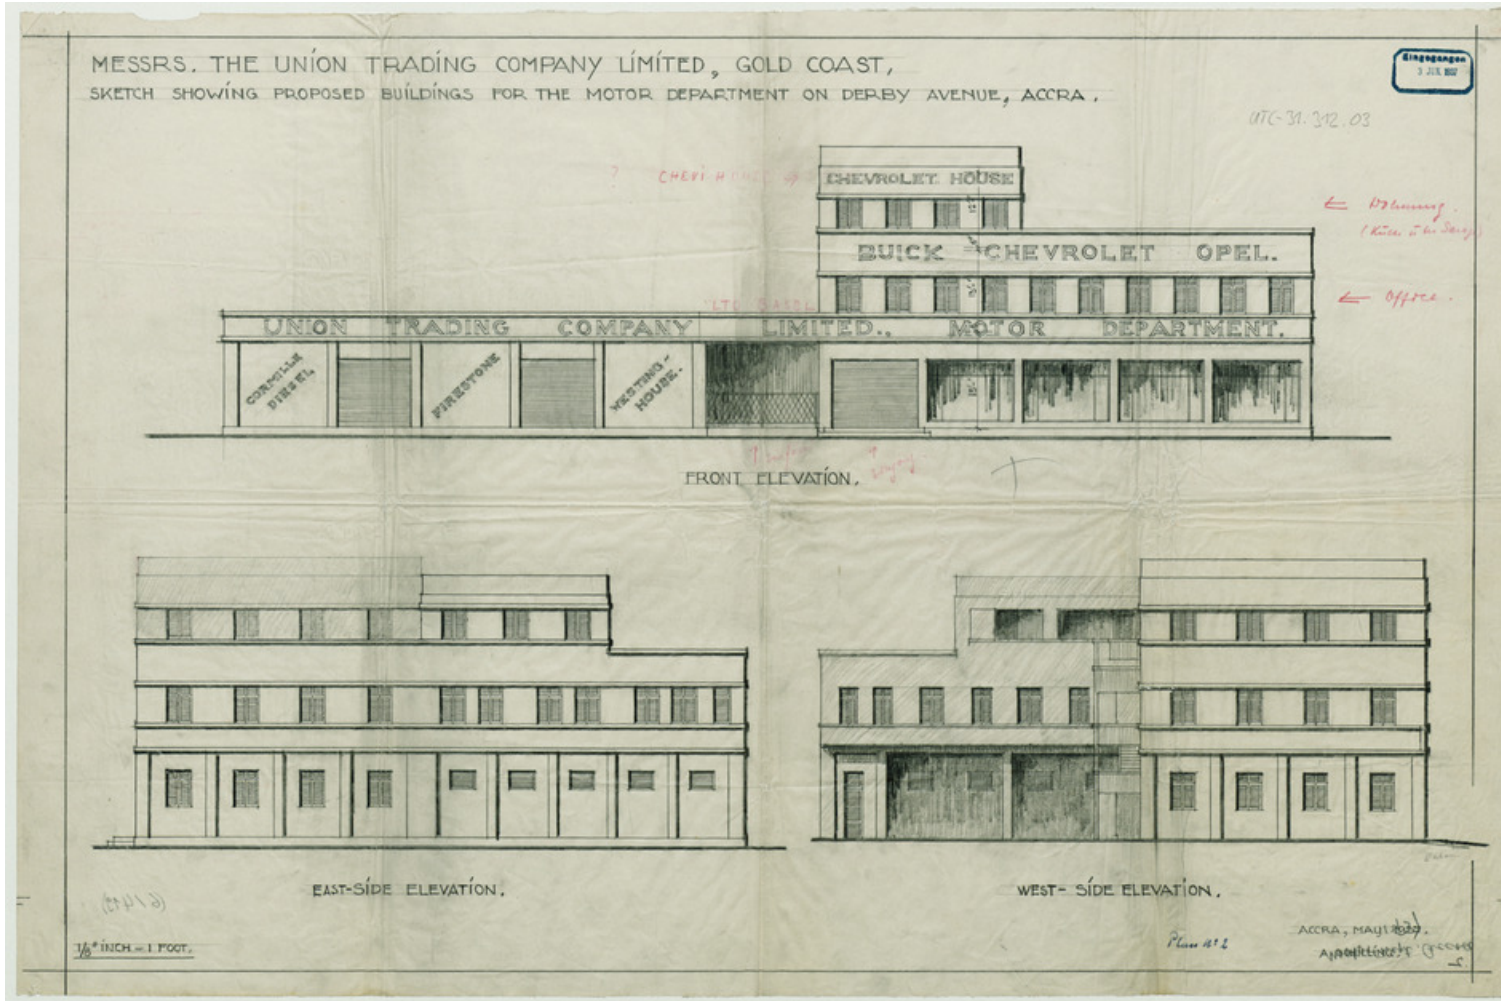 MESSRS. THE UNION TRADING COMPANY LIMITED, GOLD COAST,
SKETCH SHOWING PROPOSED BUILDINGS FOR THE MOTOR DEPARTMENT ON DERBY AVENUE, ACCRA.
Eingegangen
UTC-31.312.03
CHEVROLET HOUSE
BUICK = CHEVROLET OPEL.
← Office.
UNION TRADING COMPANY LIMITED., MOTOR DEPARTMENT.
DIESEL
FIRESTONE
WESTING-
HOUSE.
FRONT ELEVATION.
EAST-SIDE ELEVATION.
WEST- SIDE ELEVATION.
1/8" INCH = 1 FOOT.
ACCRA, MAY